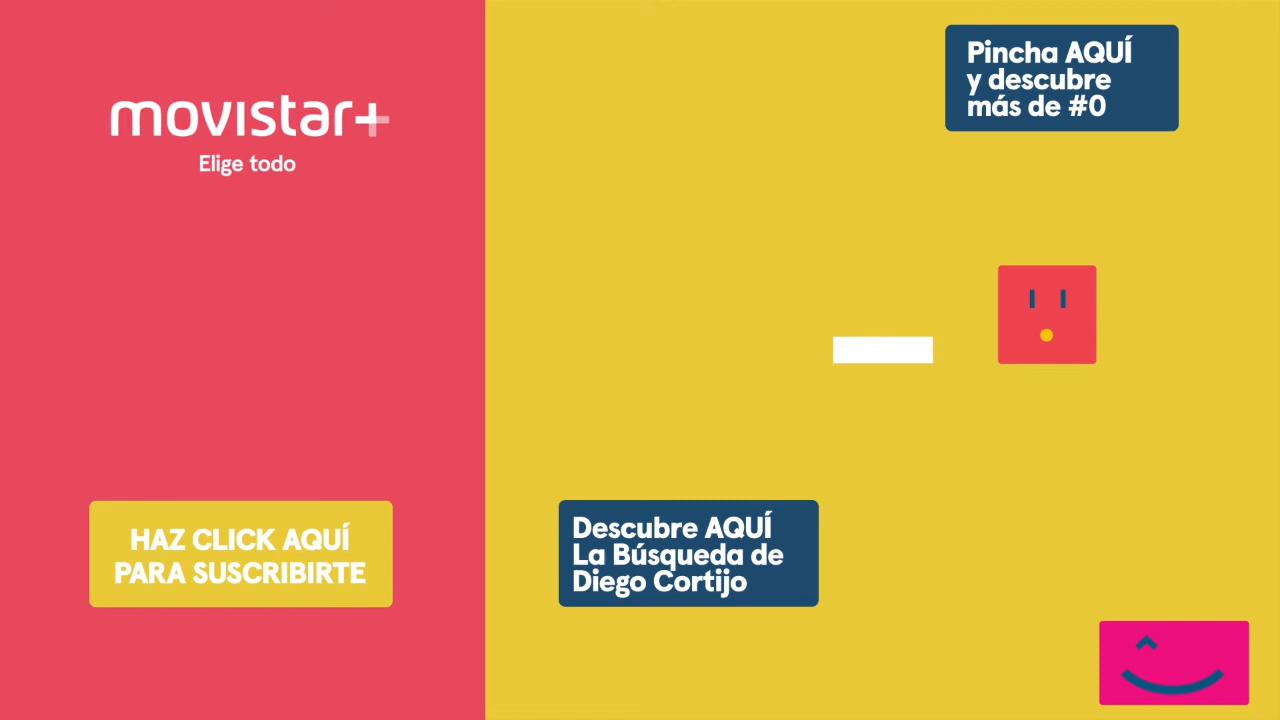 movistar+
Elige todo
HAZ CLICK AQUÍ
PARA SUSCRIBIRTE
Pincha AQUÍ
y descubre
más de #0
Descubre AQUÍ
La Búsqueda de
Diego Cortijo